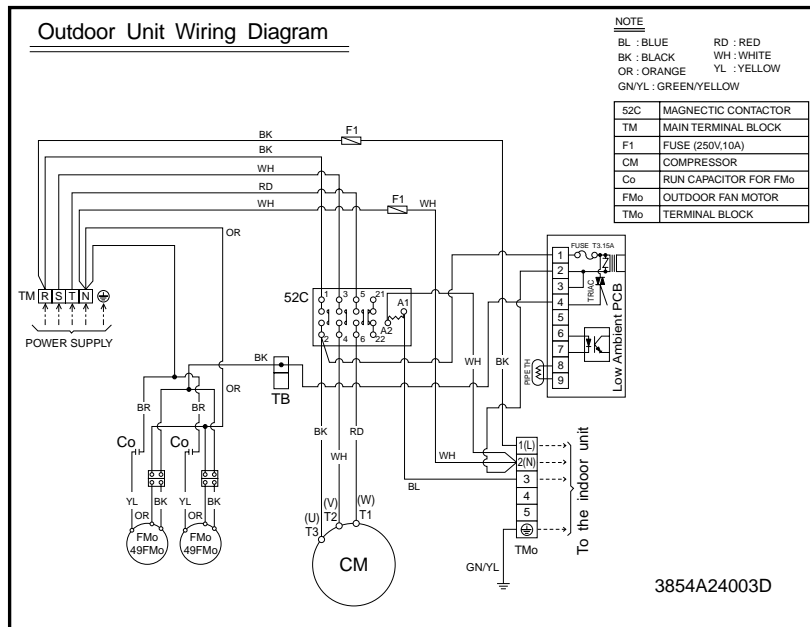 Outdoor Unit Wiring Diagram
NOTE
BL : BLUE
RD : RED
BK : BLACK
WH : WHITE
OR : ORANGE
YL : YELLOW
GN/YL : GREEN/YELLOW
52C MAGNECTIC CONTACTOR
TM MAIN TERMINAL BLOCK
F1 FUSE (250V,10A)
CM COMPRESSOR
Co RUN CAPACITOR FOR FMo
FMo OUTDOOR FAN MOTOR
TMo TERMINAL BLOCK
BK
F1
BK
WH
RD
WH
F1
WH
OR
TM R S T N
POWER SUPPLY
52C
1 3 5 21
A1
A2
2 4 6 22
FUSE T3.15A
1
2
3
4
5
6
7
8
9
TRIAC
PIPE TH
Low Ambient PCB
BK
TB
OR
BR
BR
Co
Co
YL
BK
YL
BK
OR
OR
FMo
49FMo
FMo
49FMo
BK
WH
RD
(U)
T3
(V)
T2
(W)
T1
CM
WH
BK
WH
BL
1(L)
2(N)
3
4
5
TMo
To the indoor unit
GN/YL
3854A24003D